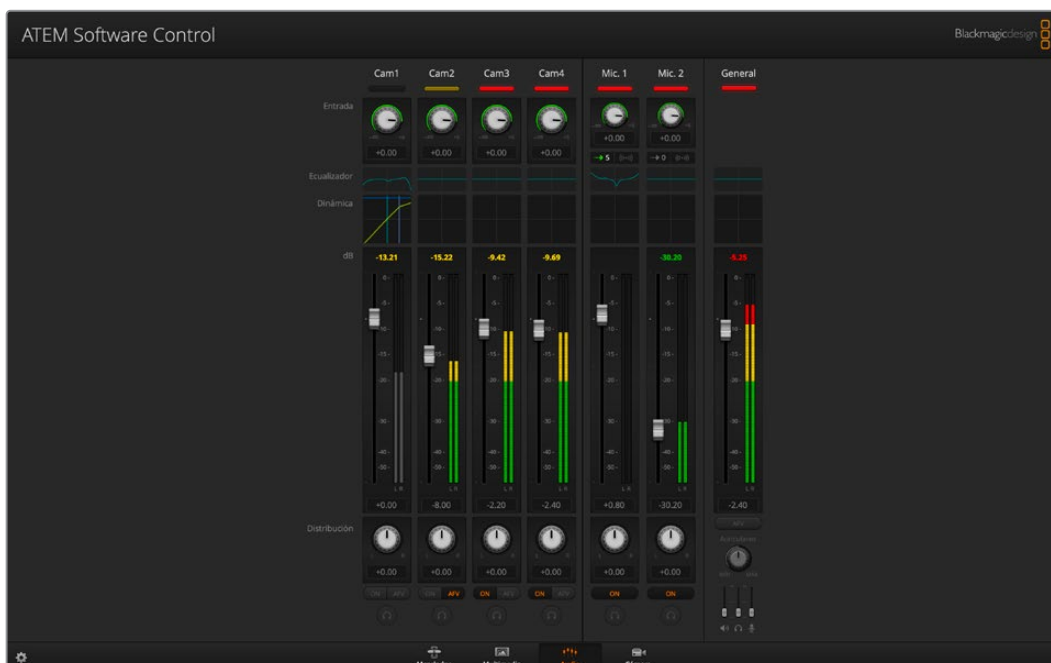 ATEM Software Control
Blackmagicdesign
Cam1 Cam2 Cam3 Cam4 Mic. 1 Mic. 2 General
Entrada
+0.00 +0.00
+0.00 +0.00 +0.00 +0.00
5 0
Ecualizador
Dinámica
dB -13.21 -15.22 -9.42 -9.69 -30.20 -5.25
L R L R L R L R L R L R L R
+0.00 -8.00 -2.20 -2.40 +0.80 -30.20 -2.40
Distribución
AFV
Auriculares
+0.00 +0.00 +0.00 +0.00 +0.00 +0.00
ON AFV ON AFV ON AFV ON AFV ON ON